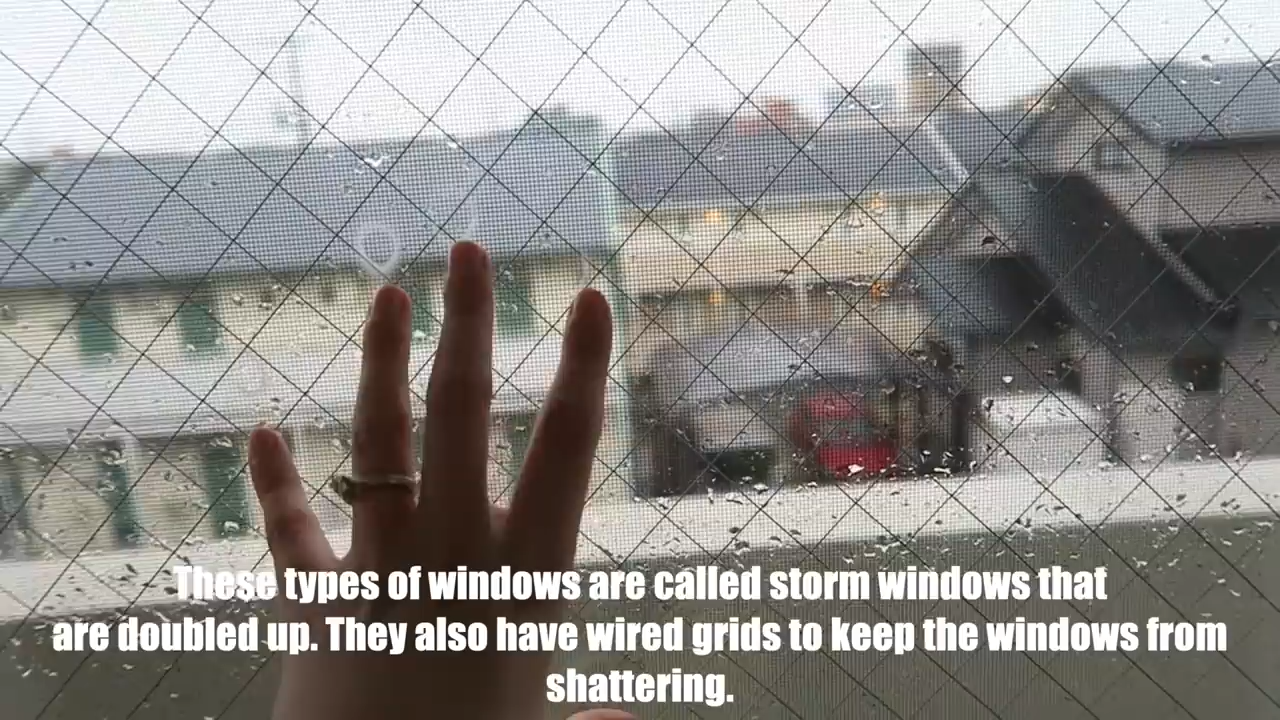 These types of windows are called storm windows that
are doubled up. They also have wired grids to keep the windows from
shattering.